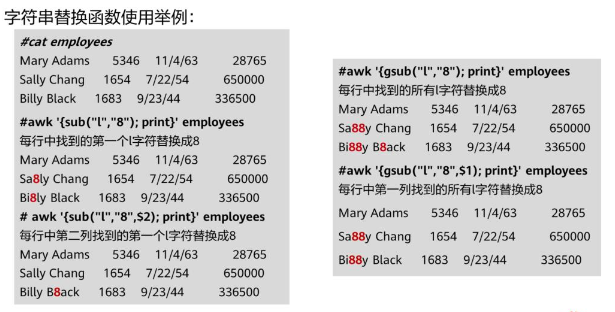 字符串替换函数使用举例：
#cat employees
Mary Adams 5346 11/4/63 28765
Sally Chang 1654 7/22/54 650000
Billy Black 1683 9/23/44 336500
#awk '{sub("l","8"); print}' employees
每行中找到的第一个l字符替换成8
Mary Adams 5346 11/4/63 28765
Sa8ly Chang 1654 7/22/54 650000
Bi8ly Black 1683 9/23/44 336500
# awk '{sub("l","8",$2); print}' employees
每行中第二列找到的第一个l字符替换成8
Mary Adams 5346 11/4/63 28765
Sally Chang 1654 7/22/54 650000
Billy B8ack 1683 9/23/44 336500
#awk '{gsub("l","8"); print}' employees
每行中找到的所有l字符替换成8
Mary Adams 5346 11/4/63 28765
Sa88y Chang 1654 7/22/54 650000
Bi88y B8ack 1683 9/23/44 336500
#awk '{gsub("l","8",$1); print}' employees
每行中第一列找到的所有l字符替换成8
Mary Adams 5346 11/4/63 28765
Sa88y Chang 1654 7/22/54 650000
Bi88y Black 1683 9/23/44 336500